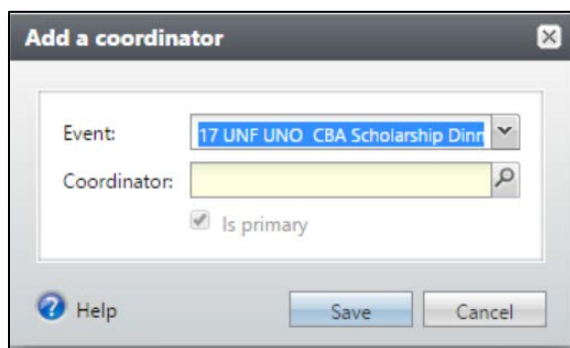 Add a coordinator
Event: 17 UNF UNO CBA Scholarship Dinn
Coordinator:
Is primary
Help Save Cancel